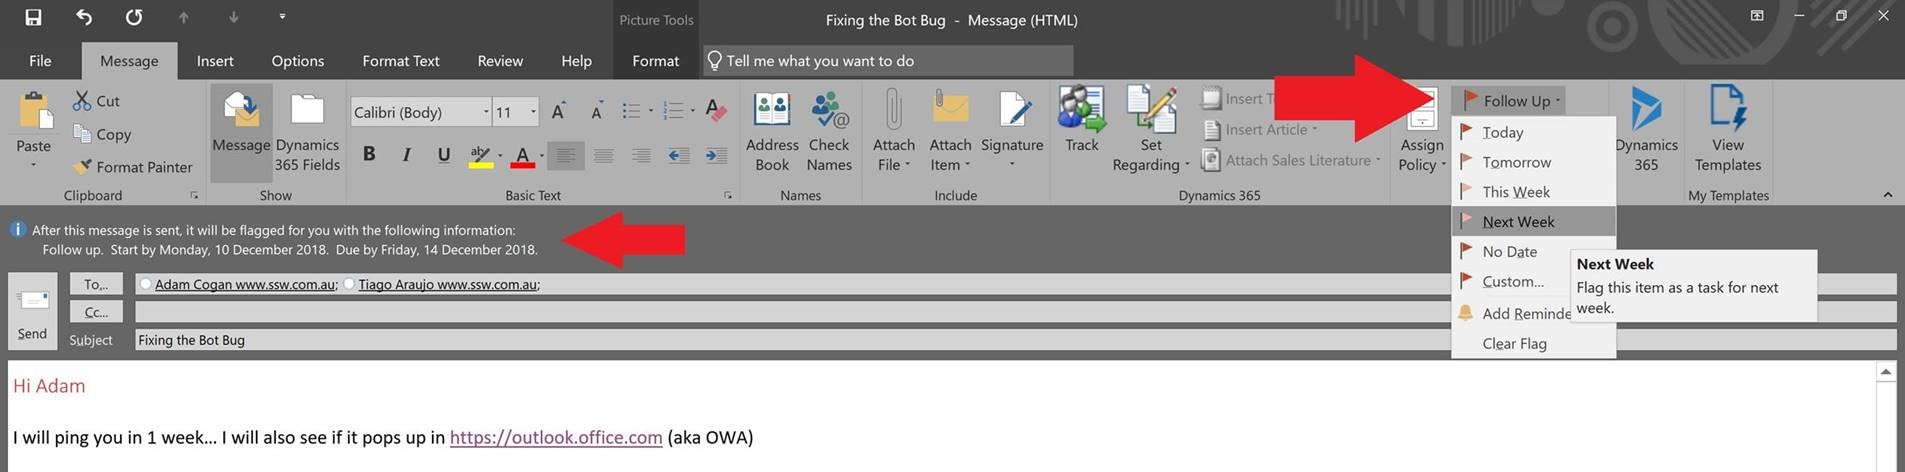 Picture Tools
Fixing the Bot Bug - Message (HTML)
File Message Insert Options Format Text Review Help Format Tell me what you want to do
Paste
Cut
Copy
Format Painter
Clipboard
Message
Dynamics
365 Fields
Show
Calibri (Body) 11
B I U aby A
Basic Text
Address
Book
Check
Names
Names
Attach
File
Attach
Item
Signature
Include
Track
Set
Regarding
Insert
Insert Article
Attach Sales Literature
Dynamics 365
Assign
Policy
Follow Up
Today
Tomorrow
This Week
Next Week
No Date
Custom...
Add Reminde
Clear Flag
Next Week
Flag this item as a task for next
week.
Dynamics
365
View
Templates
My Templates
After this message is sent, it will be flagged for you with the following information:
Follow up. Start by Monday, 10 December 2018. Due by Friday, 14 December 2018.
Send
To... Adam Cogan www.ssw.com.au; Tiago Araujo www.ssw.com.au;
Cc...
Subject Fixing the Bot Bug
Hi Adam
I will ping you in 1 week... I will also see if it pops up in https://outlook.office.com (aka OWA)